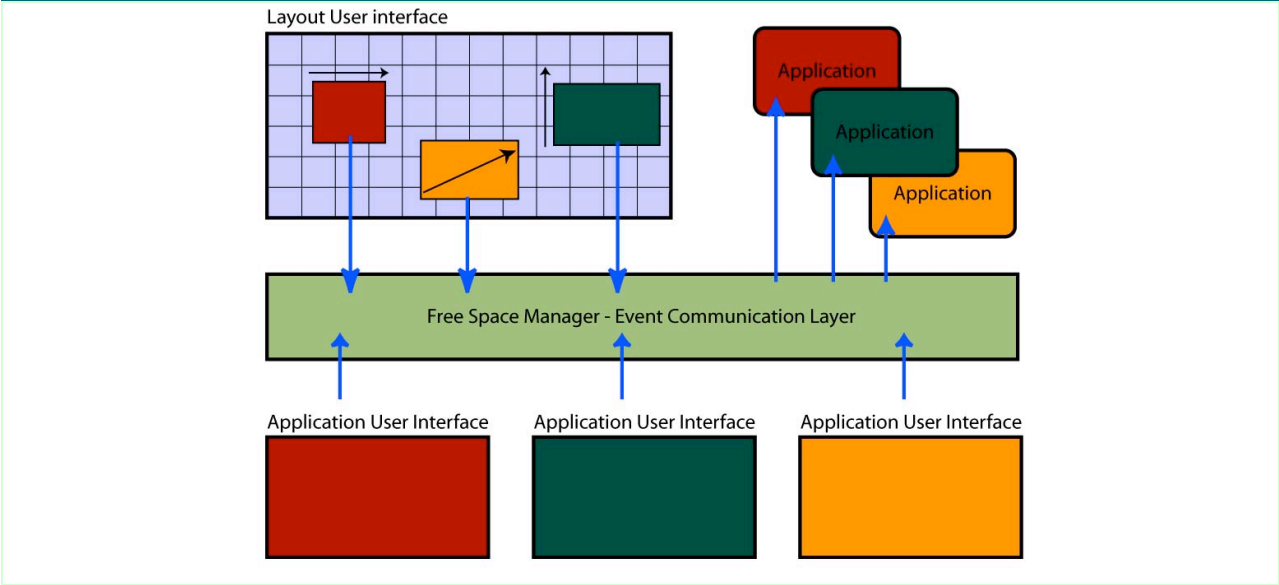 Layout User interface
Application
Application
Application
Free Space Manager - Event Communication Layer
Application User Interface
Application User Interface
Application User Interface